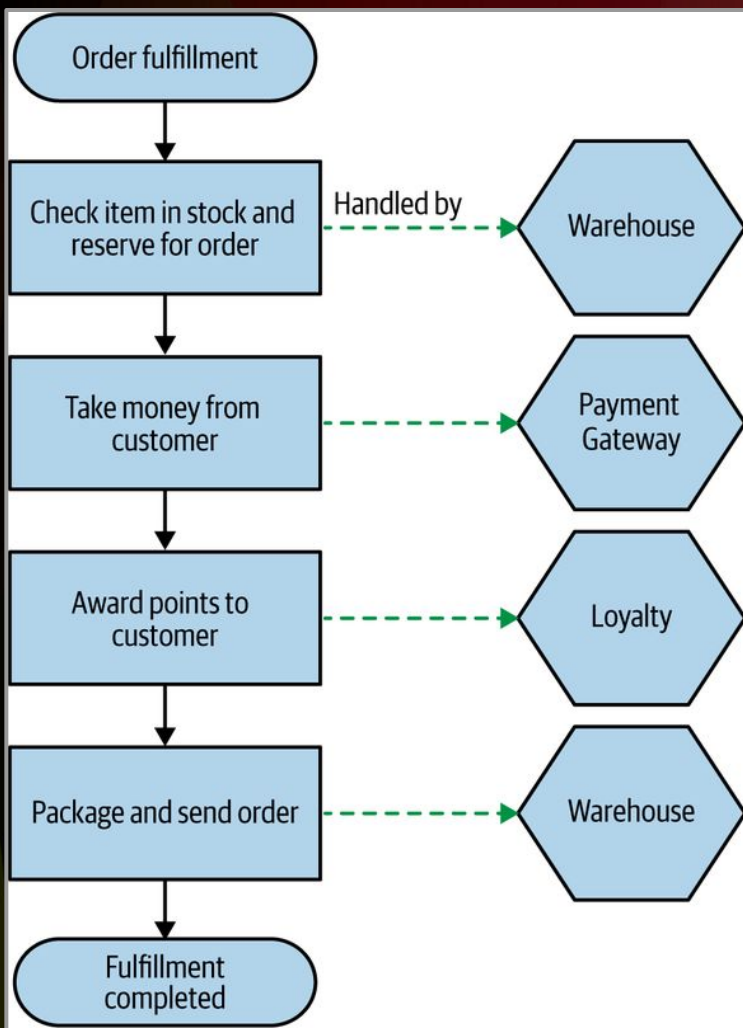 Order fulfillment
Check item in stock and
reserve for order
Handled by
Warehouse
Take money from
customer
Payment
Gateway
Award points to
customer
Loyalty
Package and send order
Warehouse
Fulfillment
completed